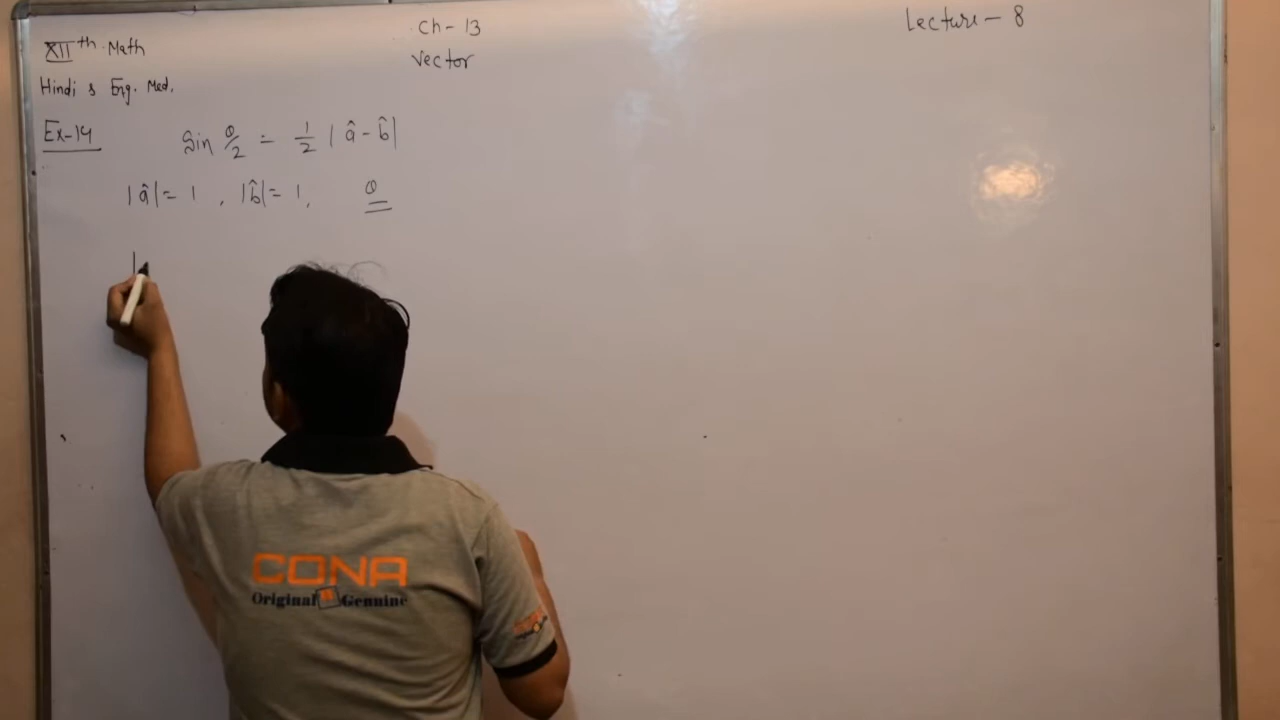 XIIth Math
Ch - 13
Lecture - 8
Vector
Hindi & Eng. Med.
Ex-14
Sin θ/2 = 1/2 | â - b̂ |
|â| = 1 , |b̂| = 1, θ
CONA
Original Genuine